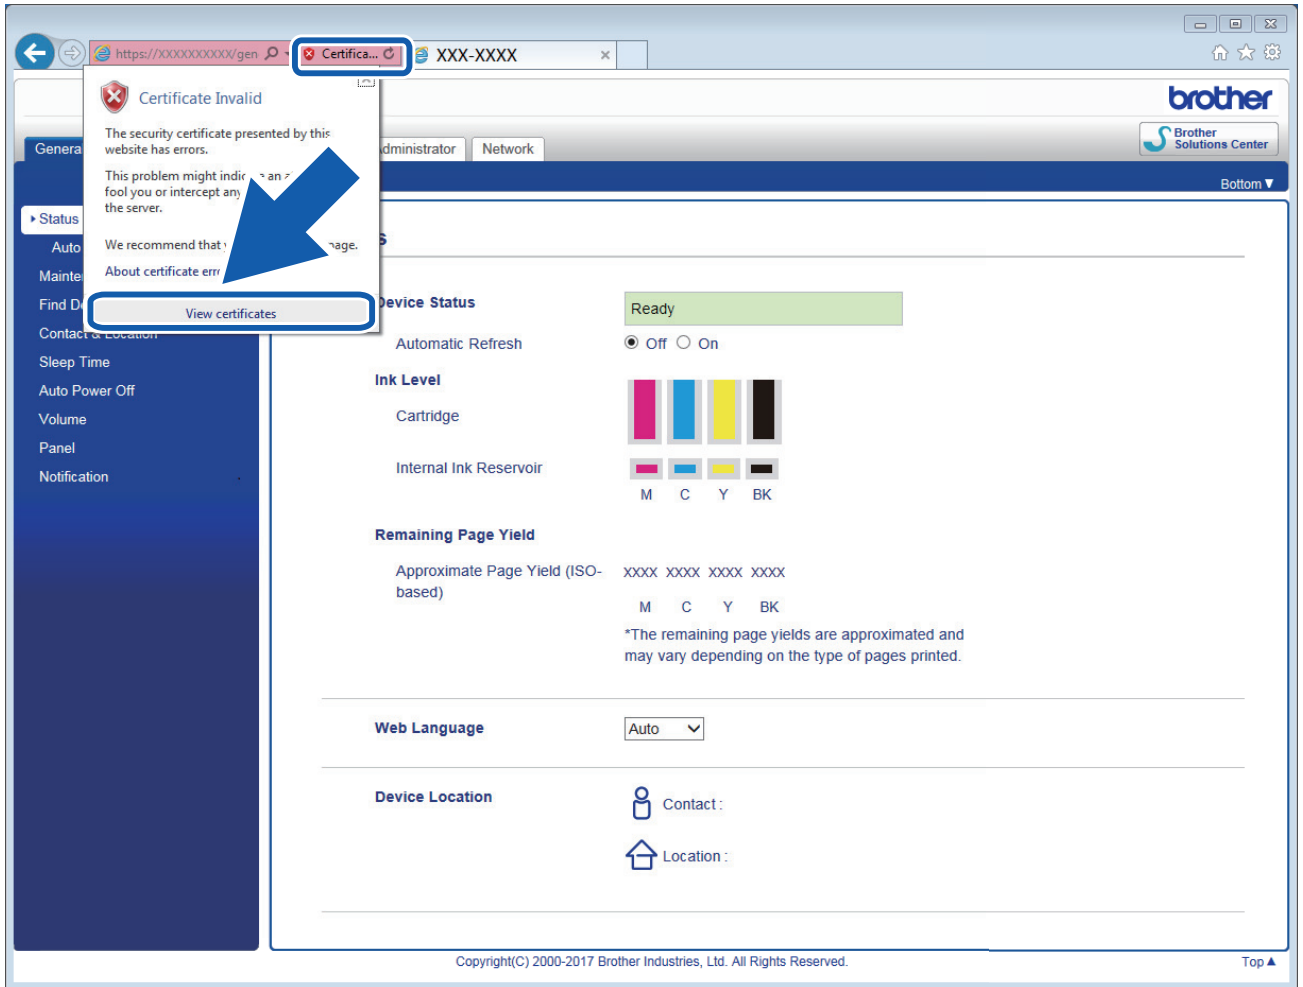 https://XXXXXXXXXX/gen
Certifica...
XXX-XXXX
Certificate Invalid
The security certificate presented by this
website has errors.
This problem might indic
fool you or intercept any
the server.
We recommend that page.
About certificate
View certificates
brother
Brother
Solutions Center
Genera
dministrator
Network
Bottom▼
Status
Auto
Mainte
Find De
Contact & Location
Sleep Time
Auto Power Off
Volume
Panel
Notification
s
Device Status
Ready
Automatic Refresh
Off On
Ink Level
Cartridge
Internal Ink Reservoir
M C Y BK
Remaining Page Yield
Approximate Page Yield (ISO-
based)
XXXX XXXX XXXX XXXX
M C Y BK
*The remaining page yields are approximated and
may vary depending on the type of pages printed.
Web Language
Auto
Device Location
Contact :
Location :
Copyright(C) 2000-2017 Brother Industries, Ltd. All Rights Reserved.
Top▲